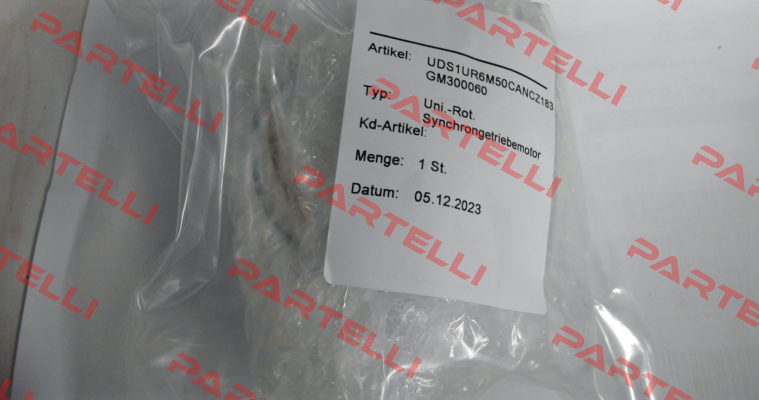 Artikel: UDS1UR6M50CANCZ183
GM300060
Typ: Uni.-Rot.
Synchrongetriebemotor
Kd-Artikel:
Menge: 1 St.
Datum: 05.12.2023
PARTELLI
PARTELLI
PARTELLI
PARTELLI
PARTELLI
PARTELLI
PARTELLI
PARTELLI
PARTELLI
PARTELLI
PARTELLI